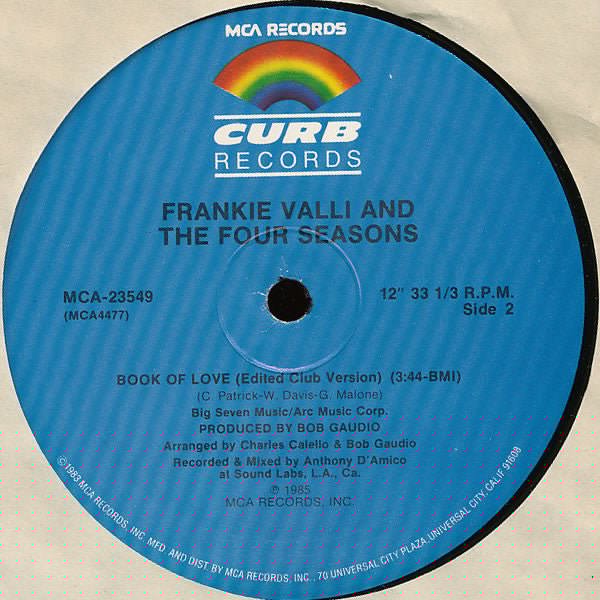 MCA RECORDS
CURB
RECORDS
FRANKIE VALLI AND
THE FOUR SEASONS
MCA-23549
(MCA4477)
12" 33 1/3 R.P.M.
Side 2
BOOK OF LOVE (Edited Club Version) (3:44-BMI)
(C. Patrick-W. Davis-G. Malone)
Big Seven Music/Arc Music Corp.
PRODUCED BY BOB GAUDIO
Arranged by Charles Calello & Bob Gaudio
Recorded & Mixed by Anthony D'Amico
at Sound Labs, L.A., Ca.
℗ 1985
MCA RECORDS, INC.
©1983 MCA RECORDS, INC. MFD. AND DIST. BY MCA RECORDS, INC., 70 UNIVERSAL CITY PLAZA, UNIVERSAL CITY, CALIF. 91608